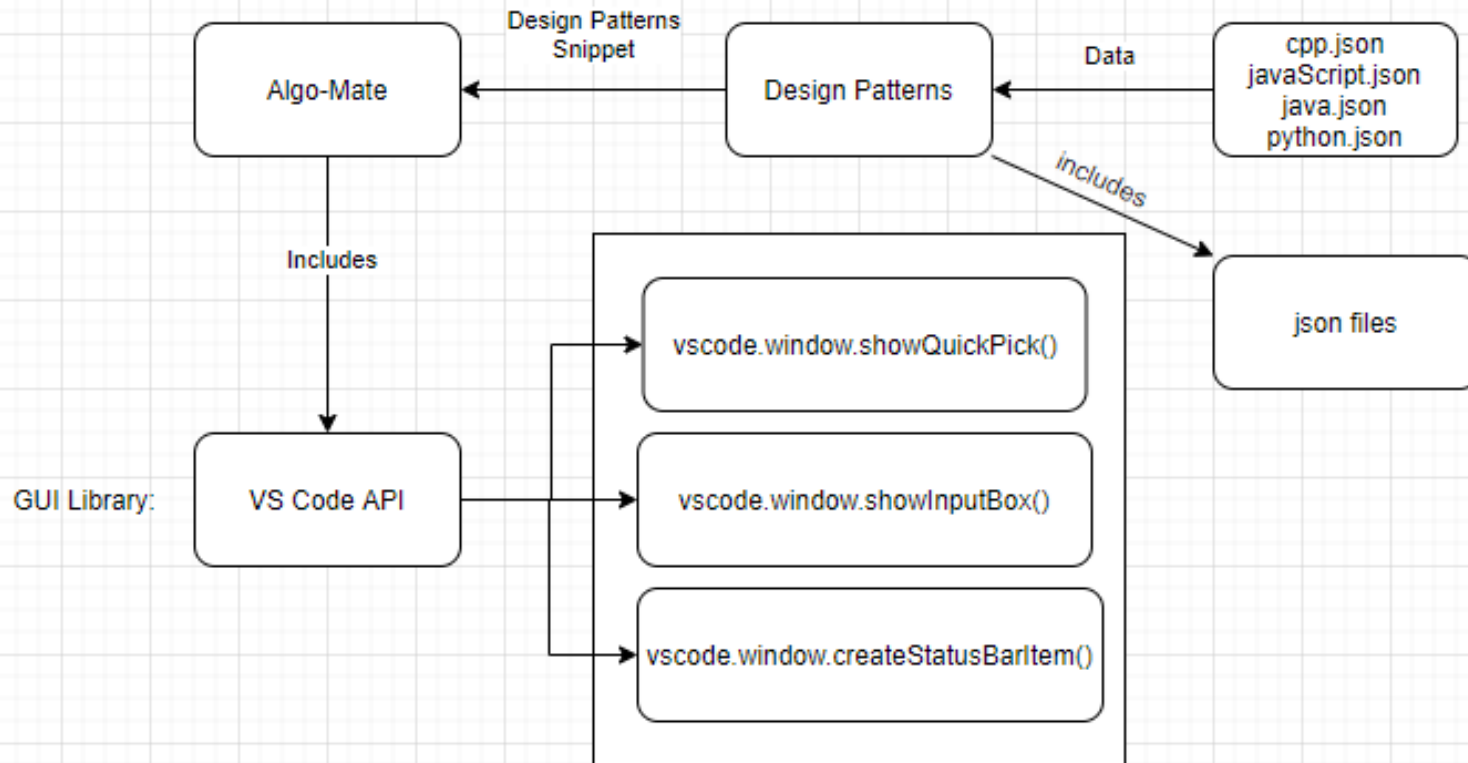 Design Patterns
Snippet
Algo-Mate
Design Patterns
Data
cpp.json
javaScript.json
java.json
python.json
includes
Includes
json files
vscode.window.showQuickPick()
GUI Library:
VS Code API
vscode.window.showInputBox()
vscode.window.createStatusBarItem()